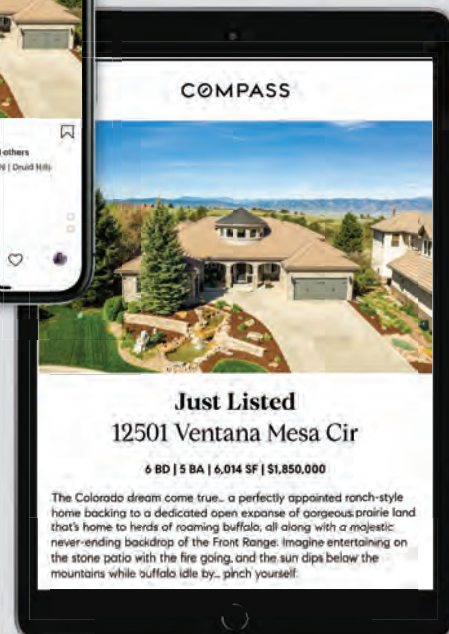 l others
| Druid Hills
COMPASS
Just Listed
12501 Ventana Mesa Cir
6 BD | 5 BA | 6,014 SF | $1,850,000
The Colorado dream come true... a perfectly appointed ranch-style
home backing to a dedicated open expanse of gorgeous prairie land
that's home to herds of roaming buffalo, all along with a majestic
never-ending backdrop of the Front Range. Imagine entertaining on
the stone patio with the fire going, and the sun dips below the
mountains while buffalo idle by... pinch yourself.